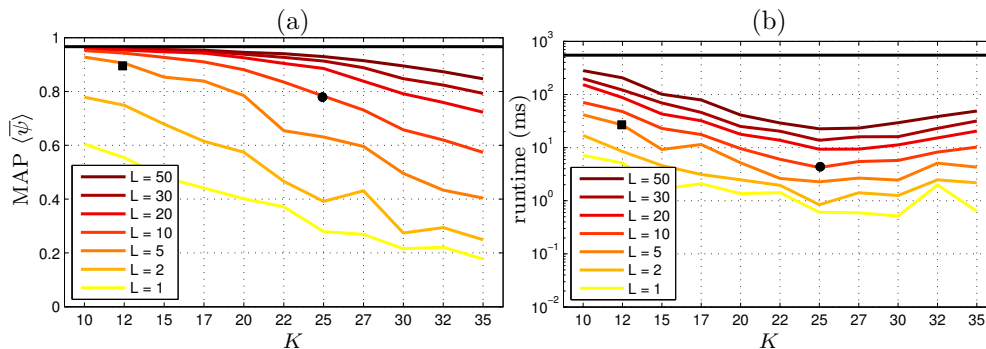 (a)
MAP ⟨ψ̅⟩
1
0.8
0.6
0.4
0.2
0
L = 50
L = 30
L = 20
L = 10
L = 5
L = 2
L = 1
10 12 15 17 20 22 25 27 30 32 35
K
(b)
runtime (ms)
10³
10²
10¹
10⁰
10⁻¹
10⁻²
L = 50
L = 30
L = 20
L = 10
L = 5
L = 2
L = 1
10 12 15 17 20 22 25 27 30 32 35
K